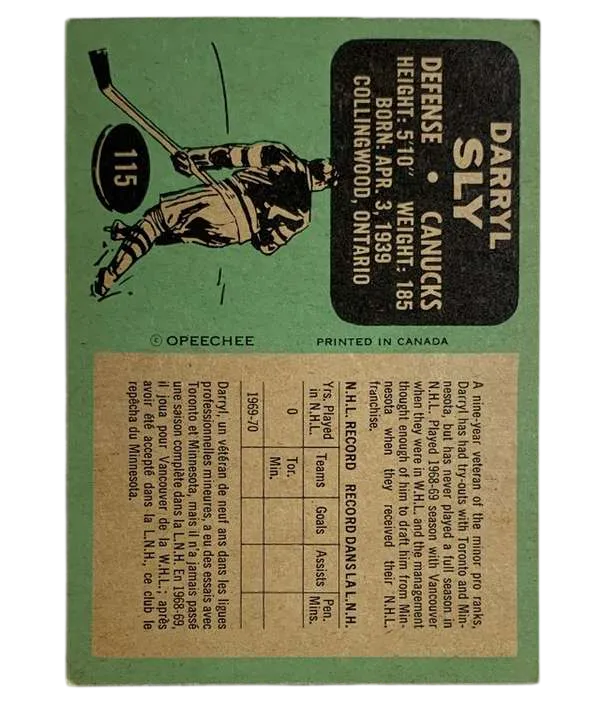 DARRYL
SLY
DEFENSE • CANUCKS
HEIGHT: 5'10" WEIGHT: 185
BORN: APR. 3, 1939
COLLINGWOOD, ONTARIO
115
© OPEECHEE
PRINTED IN CANADA
A nine-year veteran of the minor pro ranks,
Darryl has had try-outs with Toronto and Min-
nesota, but has never played a full season in
N.H.L. Played 1968-69 season with Vancouver
when they were in W.H.L. and the management
thought enough of him to draft him from Min-
nesota when they received their N.H.L.
franchise.
N.H.L. RECORD RECORD DANS LA L.N.H.
Yrs. Played in N.H.L. Teams Goals Assists Pen. Mins.
0 Tor. Min.
1969-70
Darryl, un vétéran de neuf ans dans les ligues
professionnelles mineures, a eu des essais avec
Toronto et Minnesota, mais il n'a jamais passé
une saison complète dans la L.N.H. En 1968-69,
il joua pour Vancouver de la W.H.L.; après
avoir été accepté dans la L.N.H., ce club le
repêcha du Minnesota.